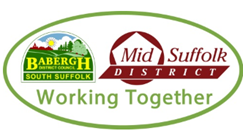 BABERGH
DISTRICT COUNCIL
SOUTH SUFFOLK
Mid Suffolk
DISTRICT
Working Together